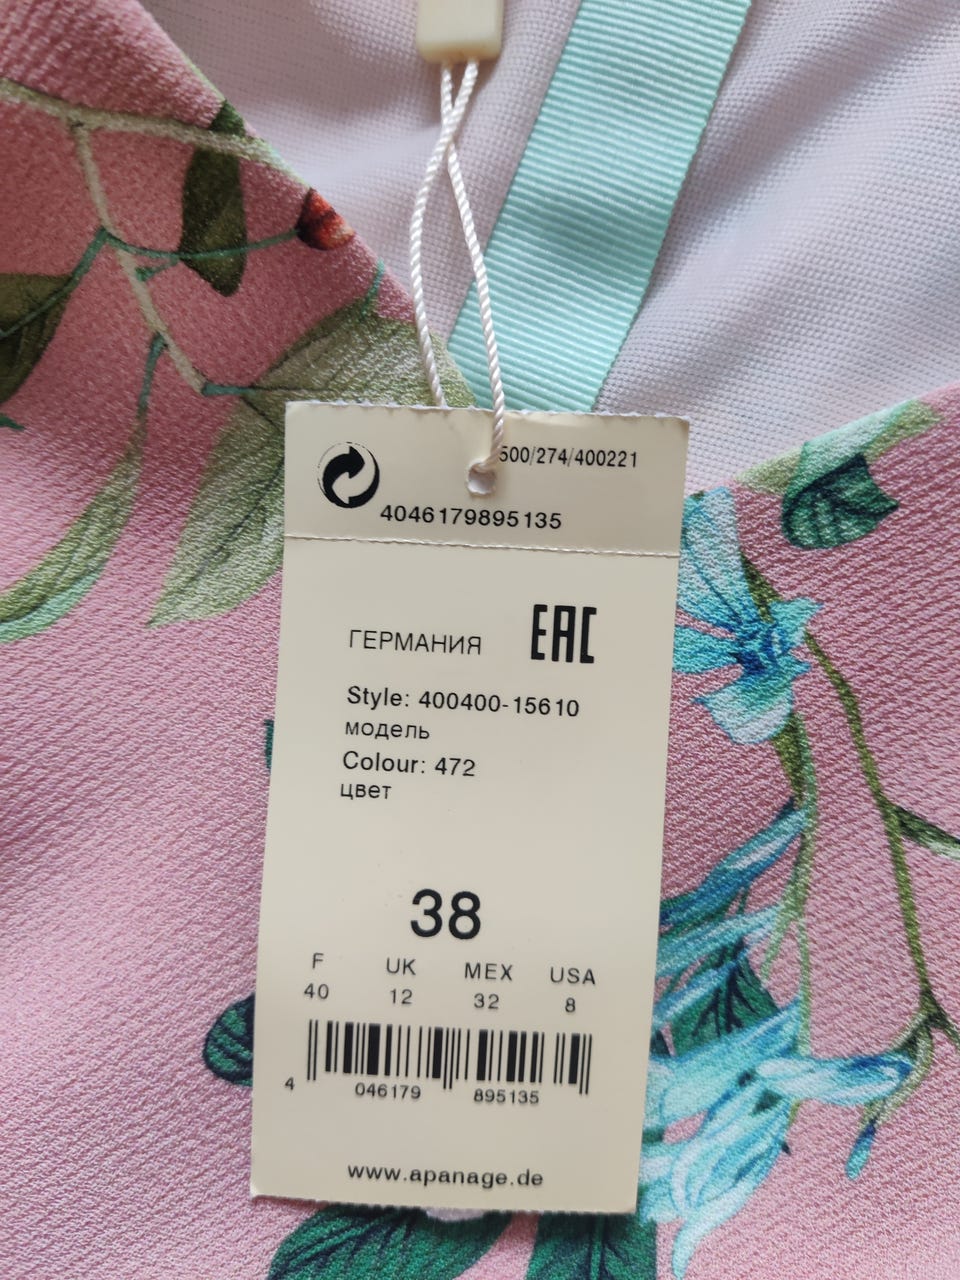 500/274/400221
4046179895135
ГЕРМАНИЯ EAC
Style: 400400-15610
модель
Colour: 472
цвет
38
F UK MEX USA
40 12 32 8
4 046179 895135
www.apanage.de